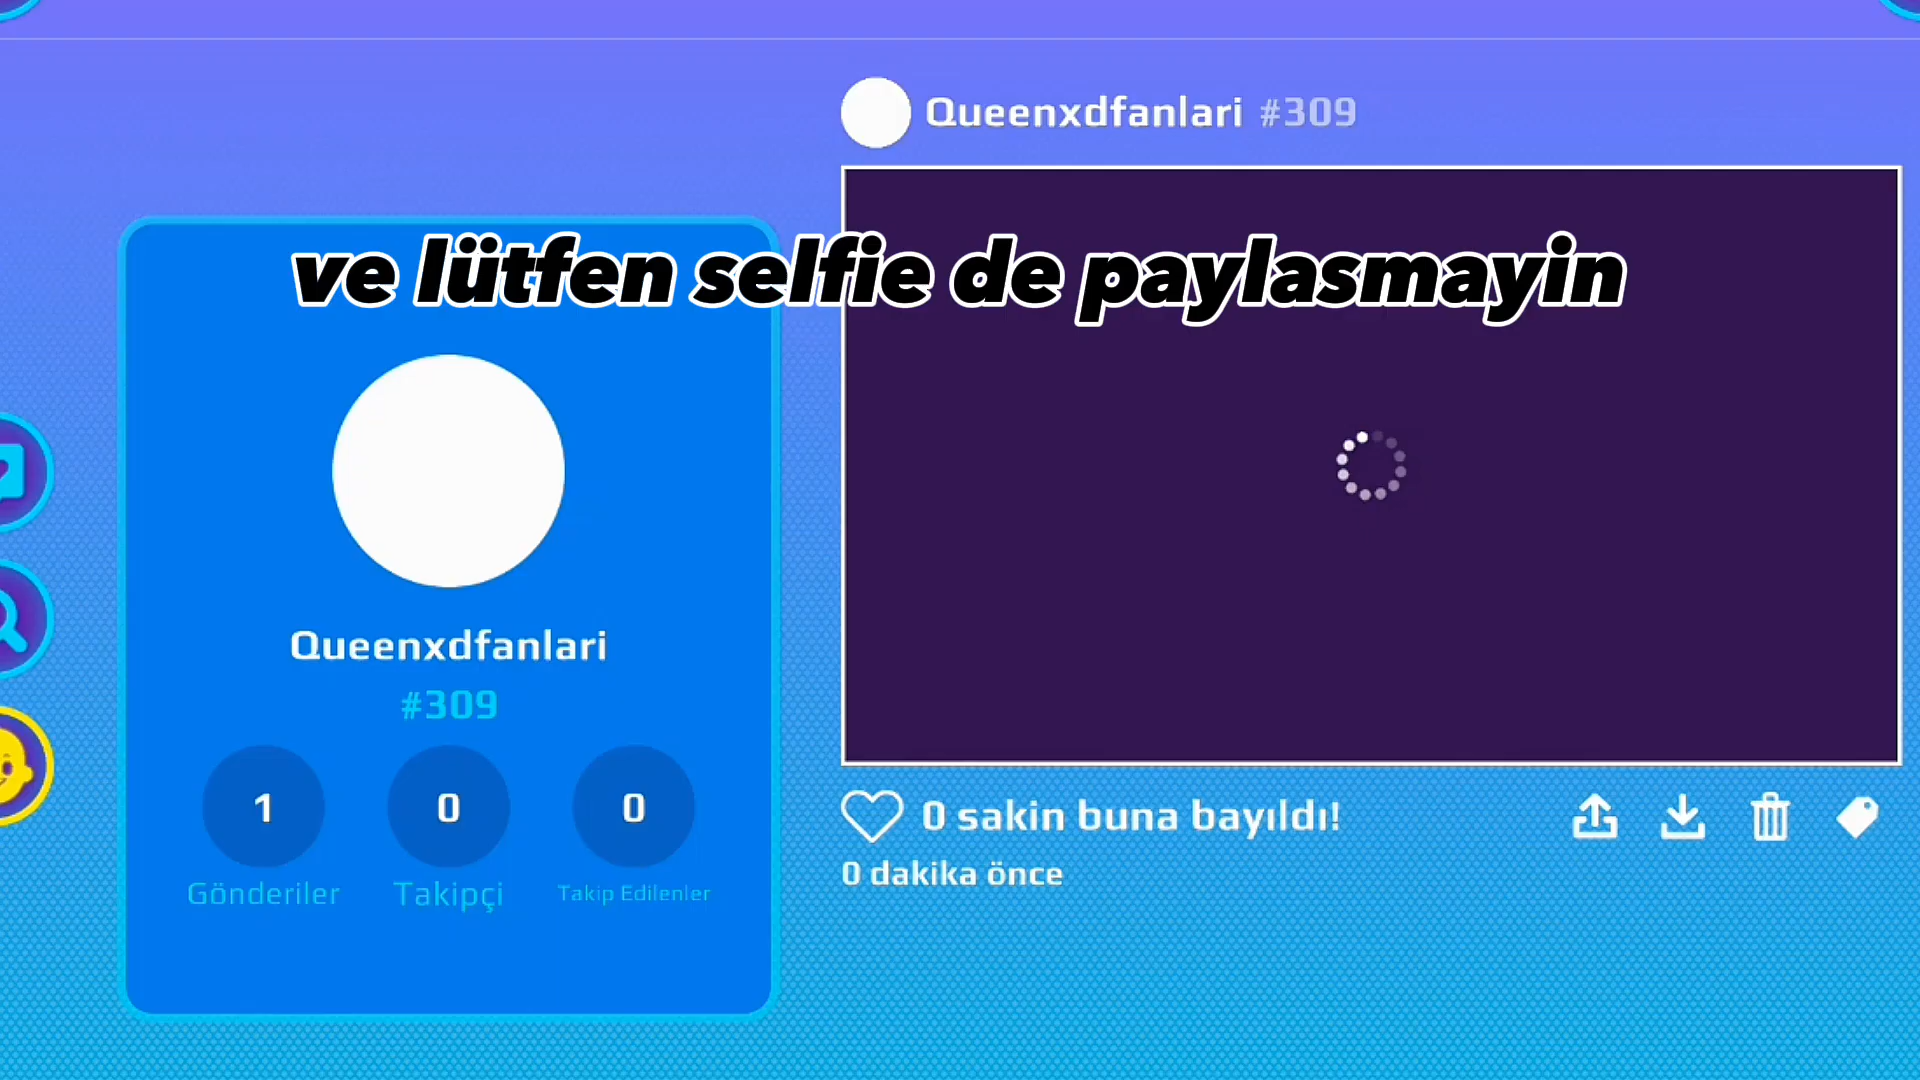 Queenxdfanlari #309
ve lütfen selfie de paylasmayin
Queenxdfanlari
#309
1
0
0
Gönderiler
Takipçi
Takip Edilenler
0 sakin buna bayıldı!
0 dakika önce